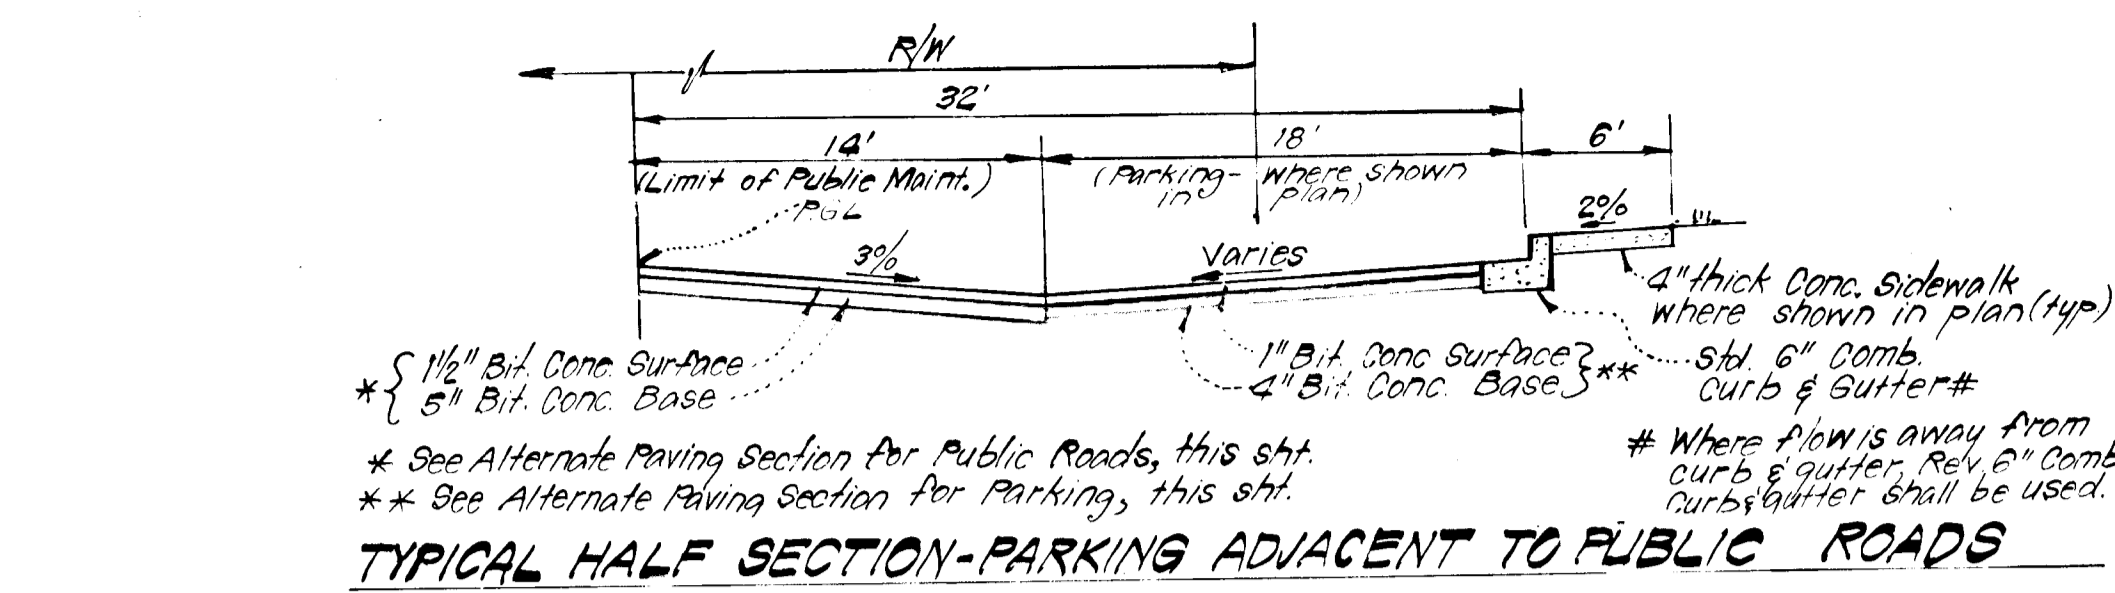 R/W
32'
14'
18'
6'
(Limit of Public Maint.)
(Parking- where shown
in plan)
P.G.L
2%
3%
varies
4" thick Conc. Sidewalk
where shown in plan (typ.)
* { 1½" Bit. Conc. Surface
5" Bit. Conc. Base
1" Bit. Conc Surface } **
4" Bit. Conc. Base
Std. 6" Comb.
Curb & Gutter #
* See Alternate Paving Section for Public Roads, this sht.
** See Alternate Paving Section for Parking, this sht.
# Where flow is away from
curb & gutter, Rev. 6" Comb
Curb & gutter shall be used.
TYPICAL HALF SECTION-PARKING ADJACENT TO PUBLIC ROADS